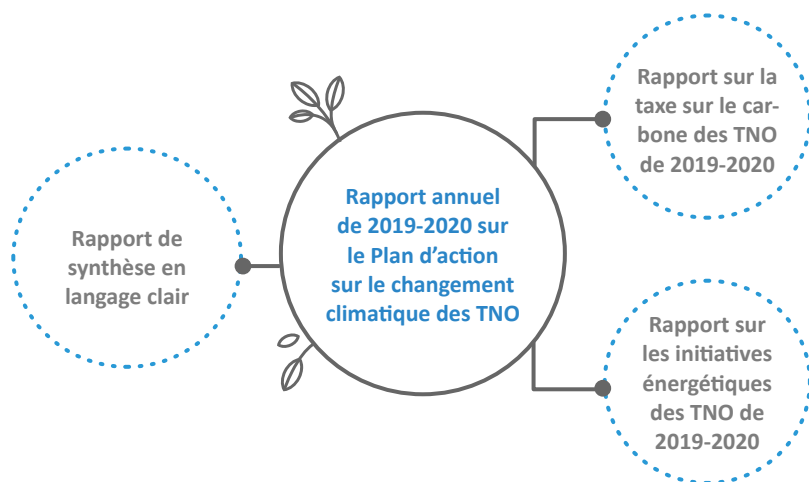 Rapport de
synthèse en
langage clair
Rapport annuel
de 2019-2020 sur
le Plan d’action
sur le changement
climatique des TNO
Rapport sur la
taxe sur le car-
bone des TNO
de 2019-2020
Rapport sur
les initiatives
énergétiques
des TNO de
2019-2020